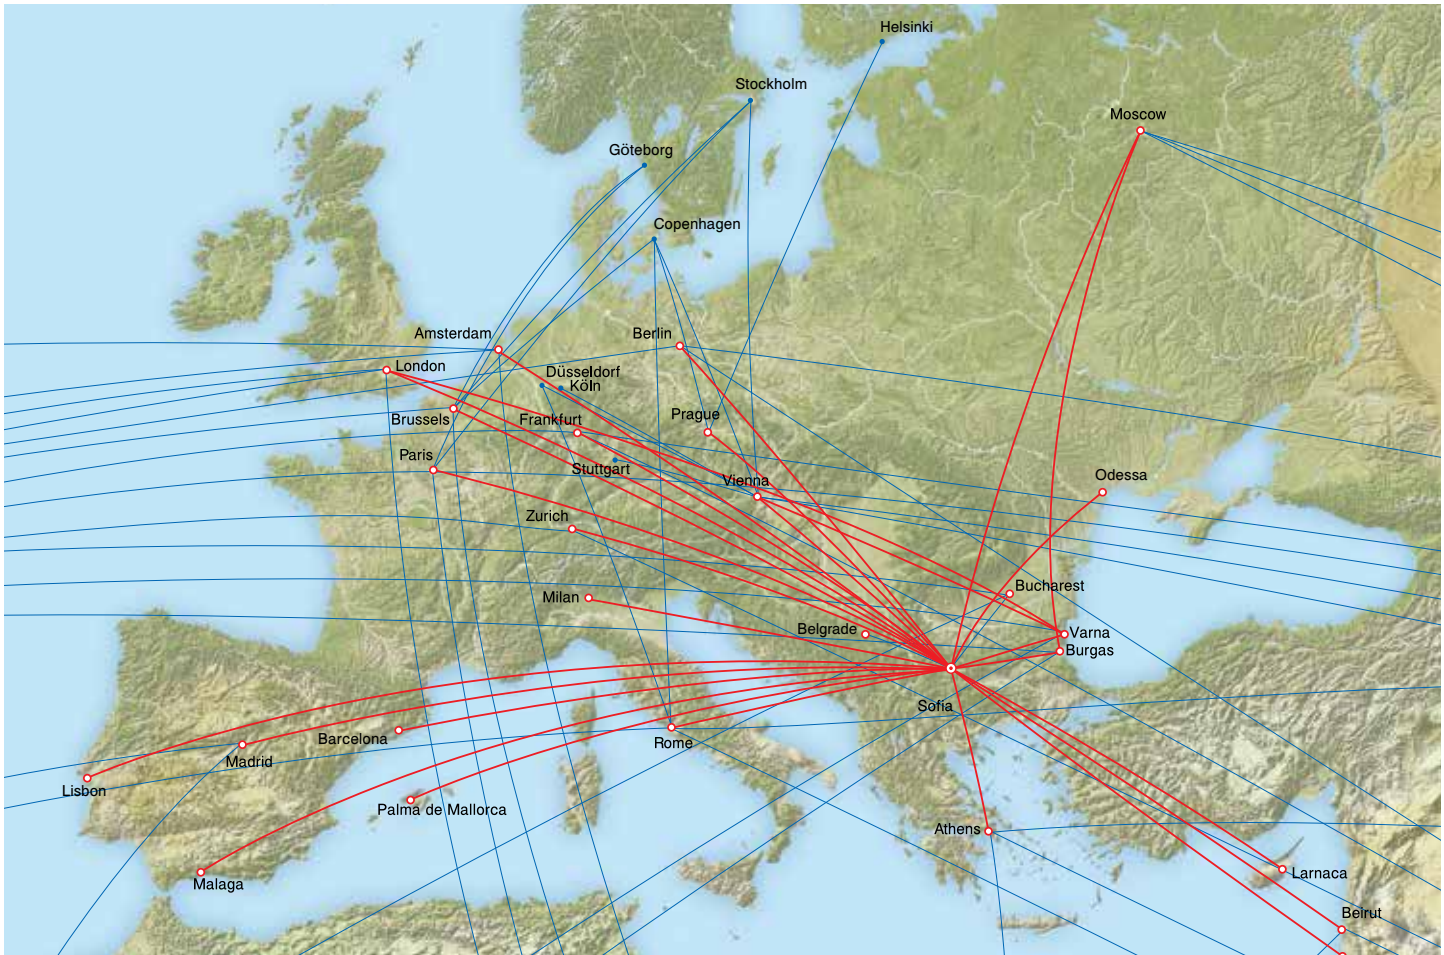 Helsinki
Stockholm
Moscow
Göteborg
Copenhagen
Amsterdam
Berlin
London
Düsseldorf
Köln
Brussels
Frankfurt
Prague
Paris
Stuttgart
Vienna
Odessa
Zurich
Milan
Bucharest
Belgrade
Varna
Burgas
Sofia
Barcelona
Rome
Madrid
Lisbon
Palma de Mallorca
Athens
Malaga
Larnaca
Beirut